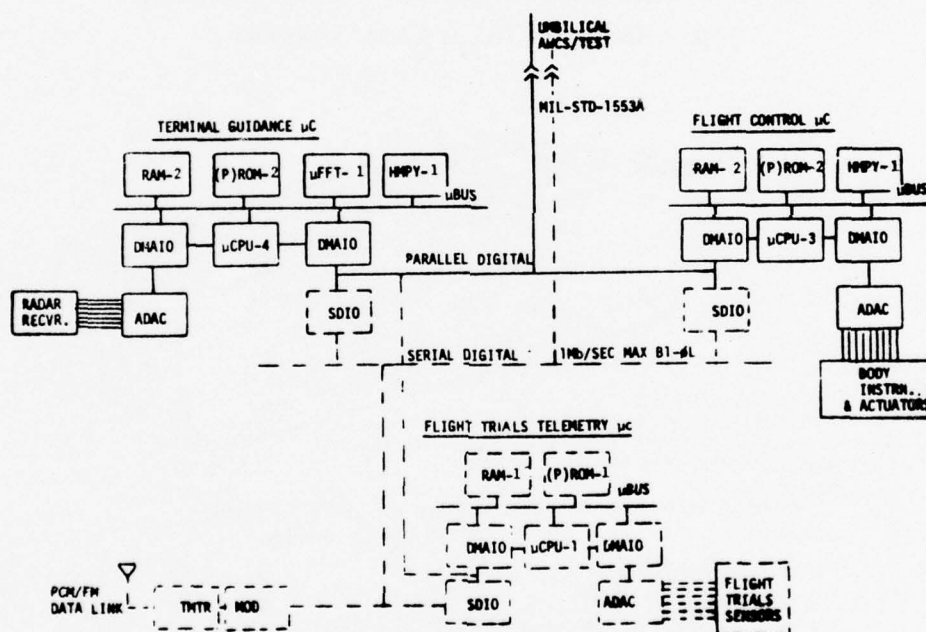 UMBILICAL
AWCS/TEST
MIL-STD-1553A
TERMINAL GUIDANCE µC
FLIGHT CONTROL µC
RAM-2
(P)ROM-2
µFFT-1
HMPY-1
µBUS
RAM-2
(P)ROM-2
HMPY-1
µBUS
DMAIO
µCPU-4
DMAIO
DMAIO
µCPU-3
DMAIO
PARALLEL DIGITAL
RADAR
RECVR.
ADAC
SDIO
SDIO
ADAC
SERIAL DIGITAL
1Mb/SEC MAX BI-ØL
BODY
INSTRN.
& ACTUATORS
FLIGHT TRIALS TELEMETRY µC
RAM-1
(P)ROM-1
µBUS
DMAIO
µCPU-1
DMAIO
PCM/FM
DATA LINK
TMTR
MOD
SDIO
ADAC
FLIGHT
TRIALS
SENSORS